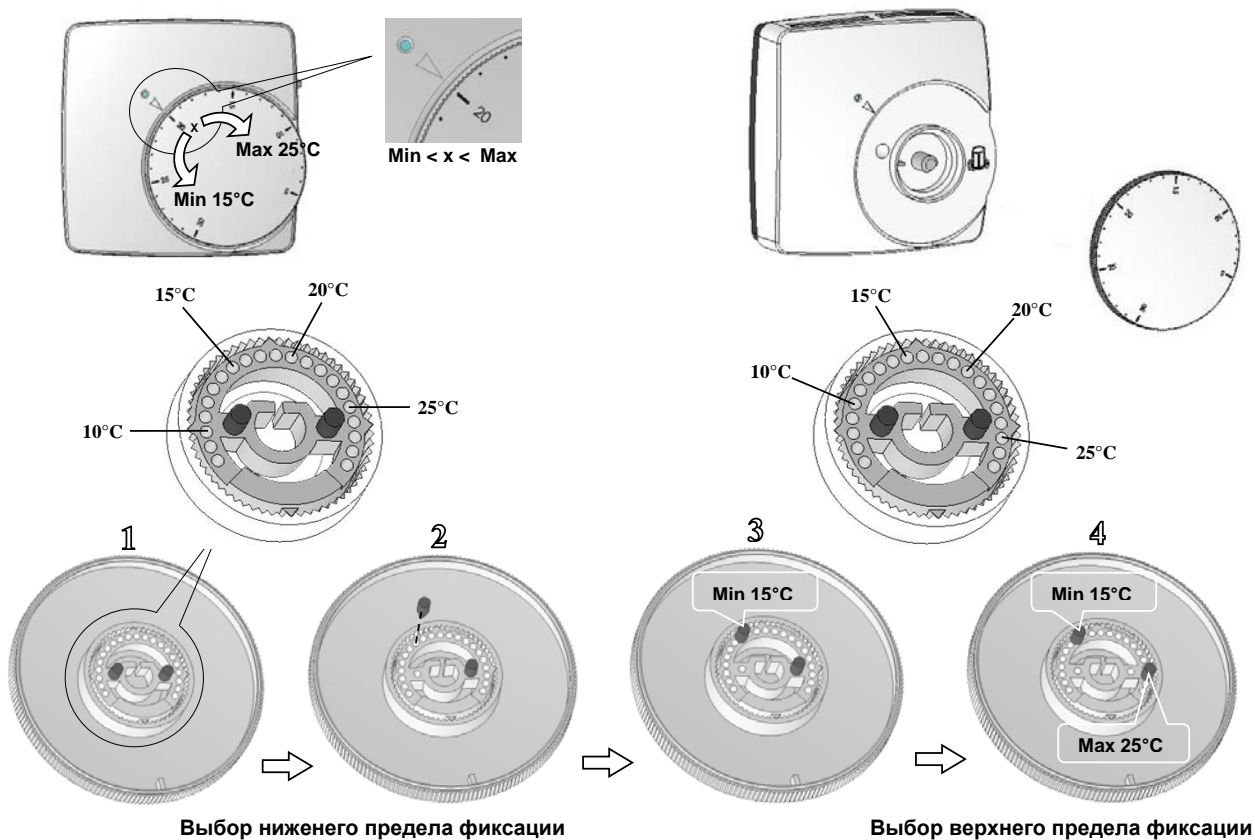 20
Max 25°C
Min 15°C
Min < x < Max
x
15°C
20°C
10°C
25°C
15°C
20°C
10°C
25°C
1
2
3
4
Min 15°C
Min 15°C
Max 25°C
Выбор ниженего предела фиксации
Выбор верхнего предела фиксации